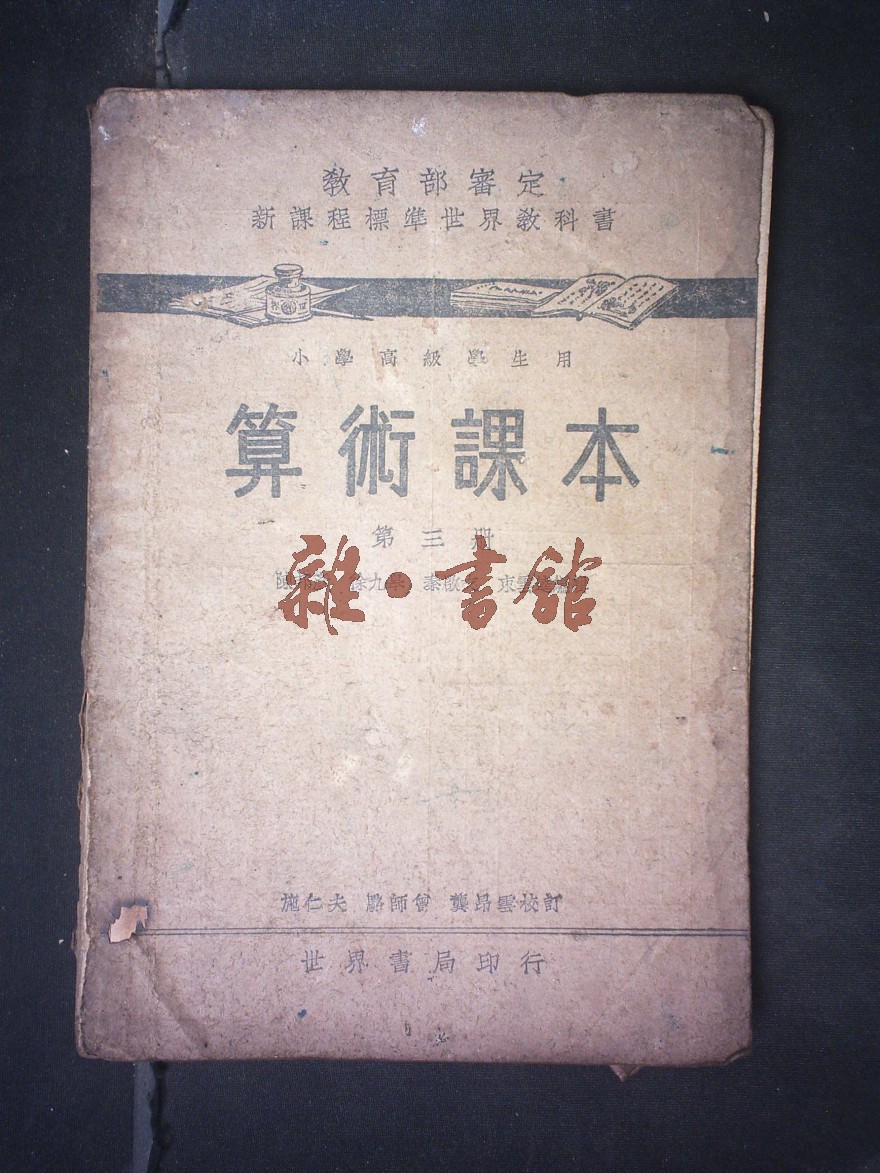 教育部審定
新課程標準世界教科書
小學高級學生用
算術課本
第三册
雜·書館
施仁夫 駱師曾 龔昂雲校訂
世界書局印行